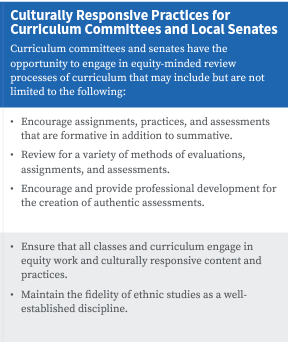 Culturally Responsive Practices for
Curriculum Committees and Local Senates
Curriculum committees and senates have the
opportunity to engage in equity-minded review
processes of curriculum that may include but are not
limited to the following:
• Encourage assignments, practices, and assessments
that are formative in addition to summative.
• Review for a variety of methods of evaluations,
assignments, and assessments.
• Encourage and provide professional development for
the creation of authentic assessments.
• Ensure that all classes and curriculum engage in
equity work and culturally responsive content and
practices.
• Maintain the fidelity of ethnic studies as a well-
established discipline.